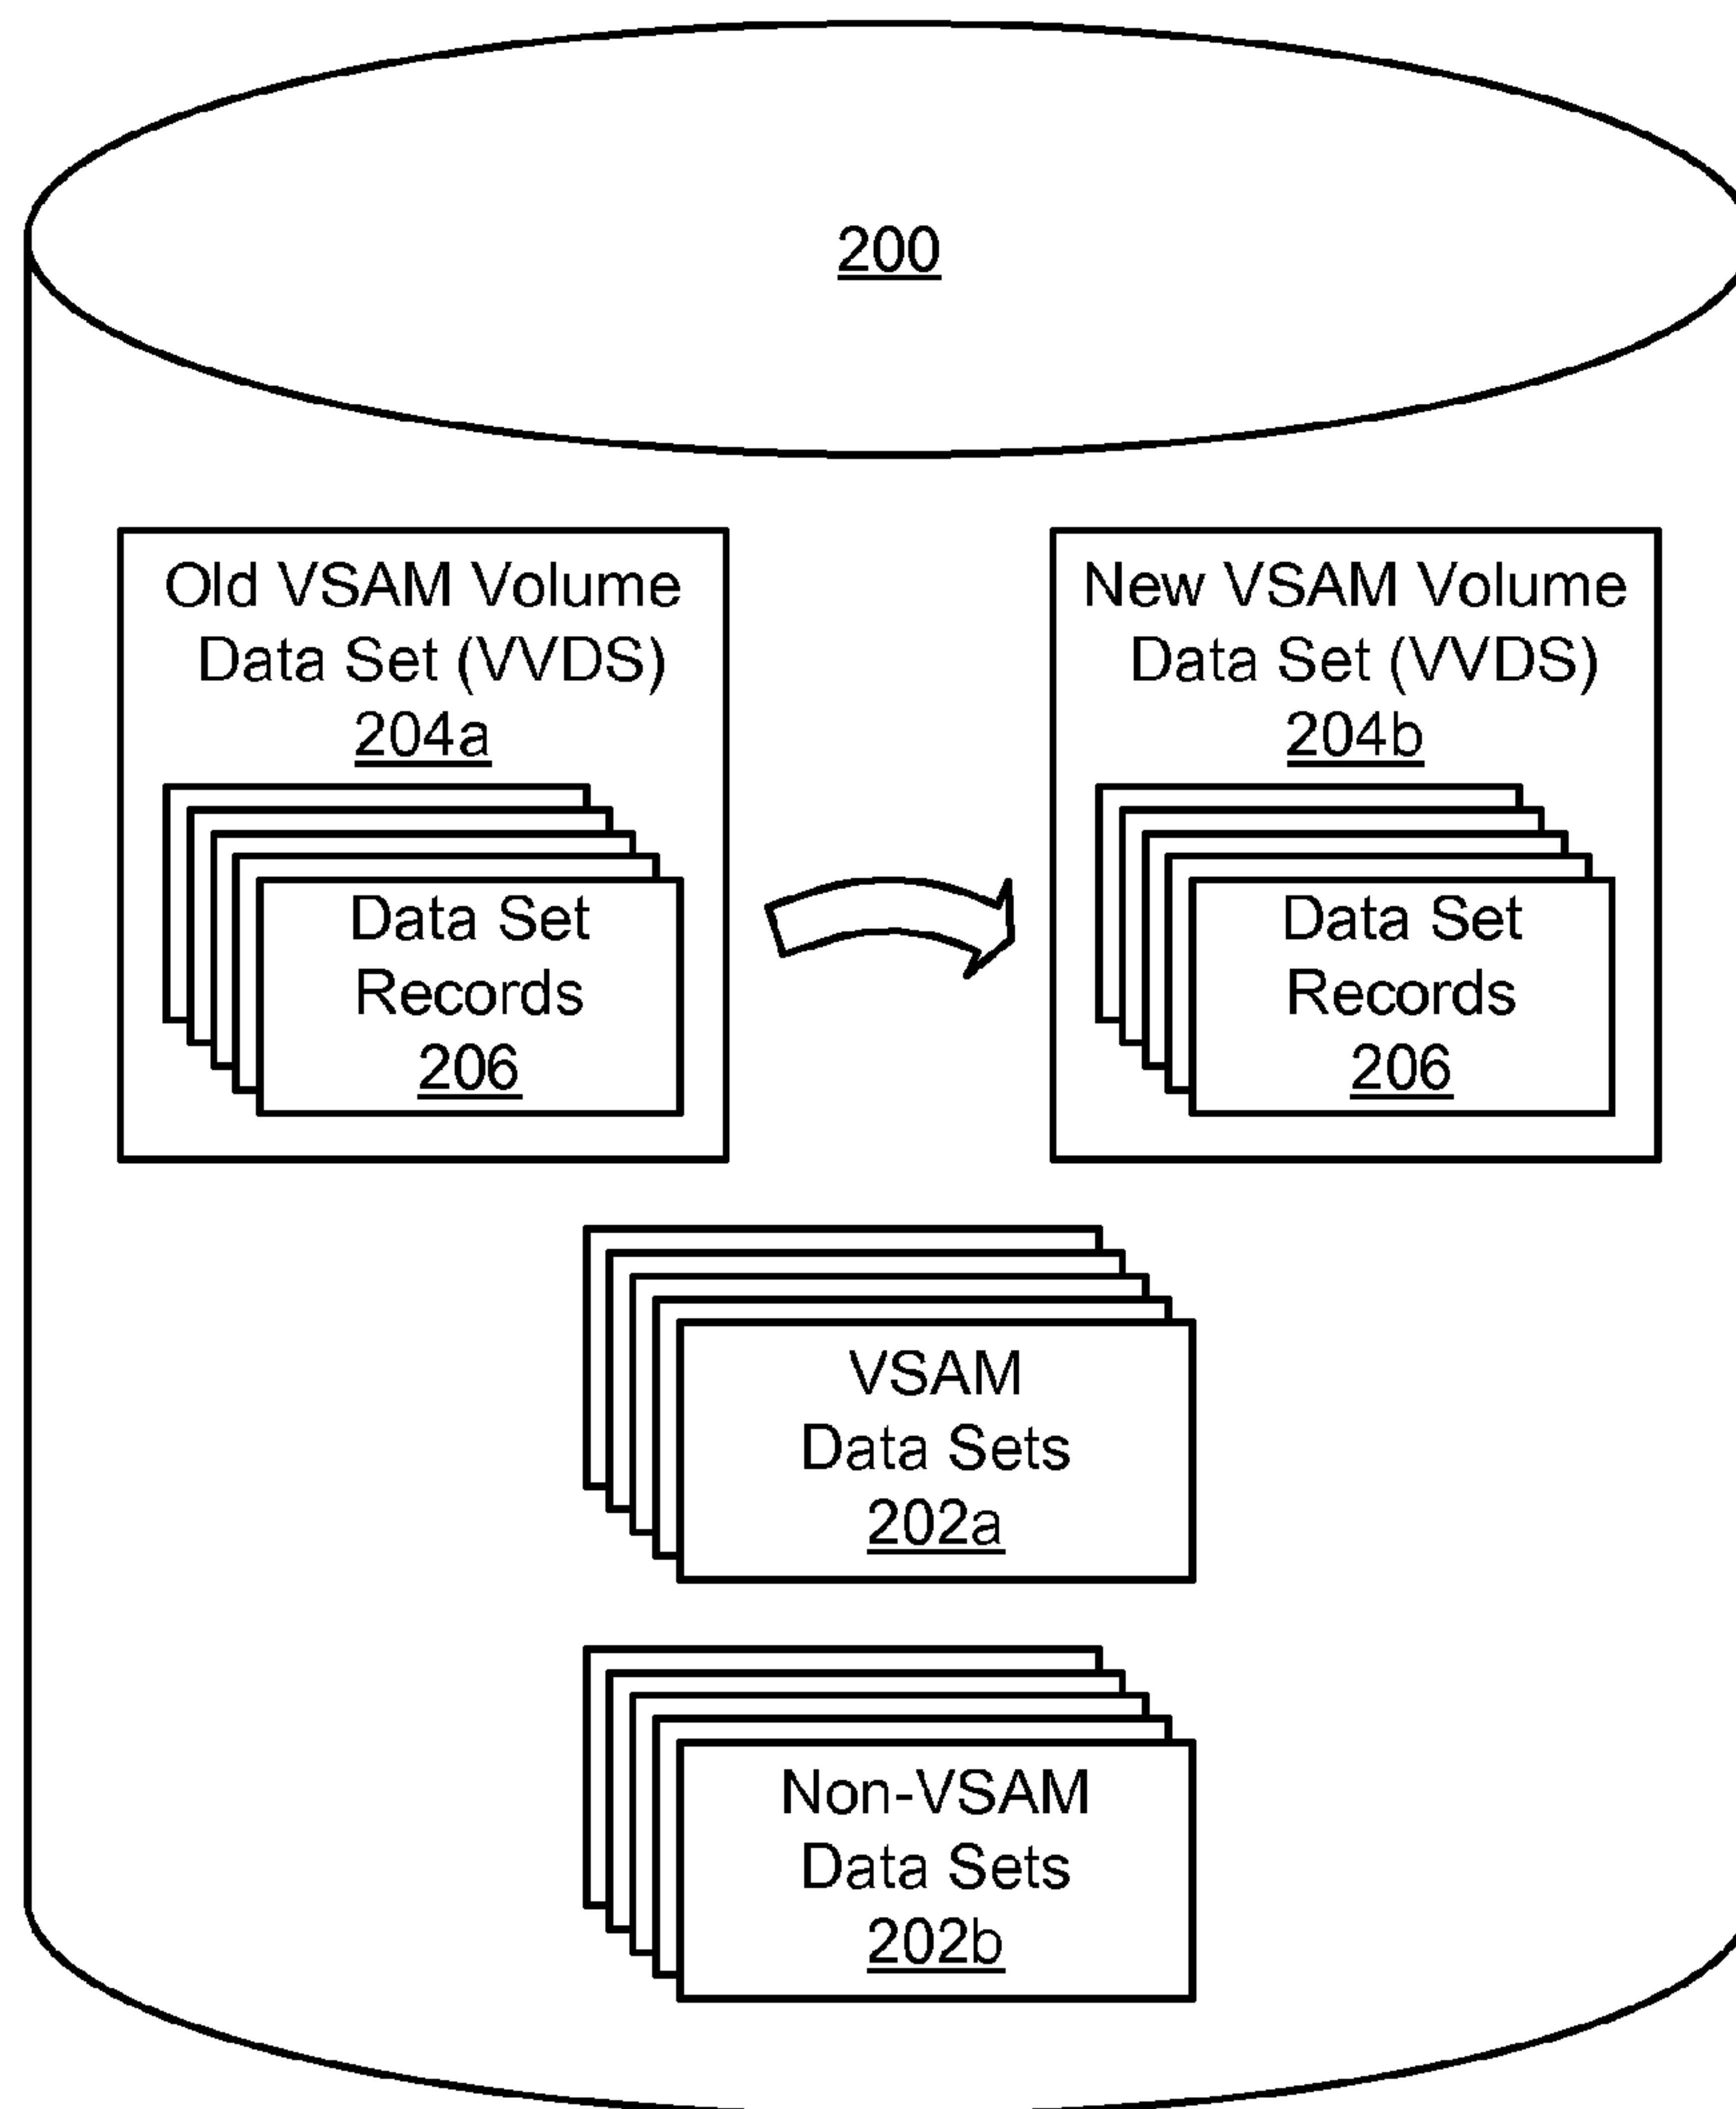 200
Old VSAM Volume
Data Set (VVDS)
204a
Data Set
Records
206
New VSAM Volume
Data Set (VVDS)
204b
Data Set
Records
206
VSAM
Data Sets
202a
Non-VSAM
Data Sets
202b